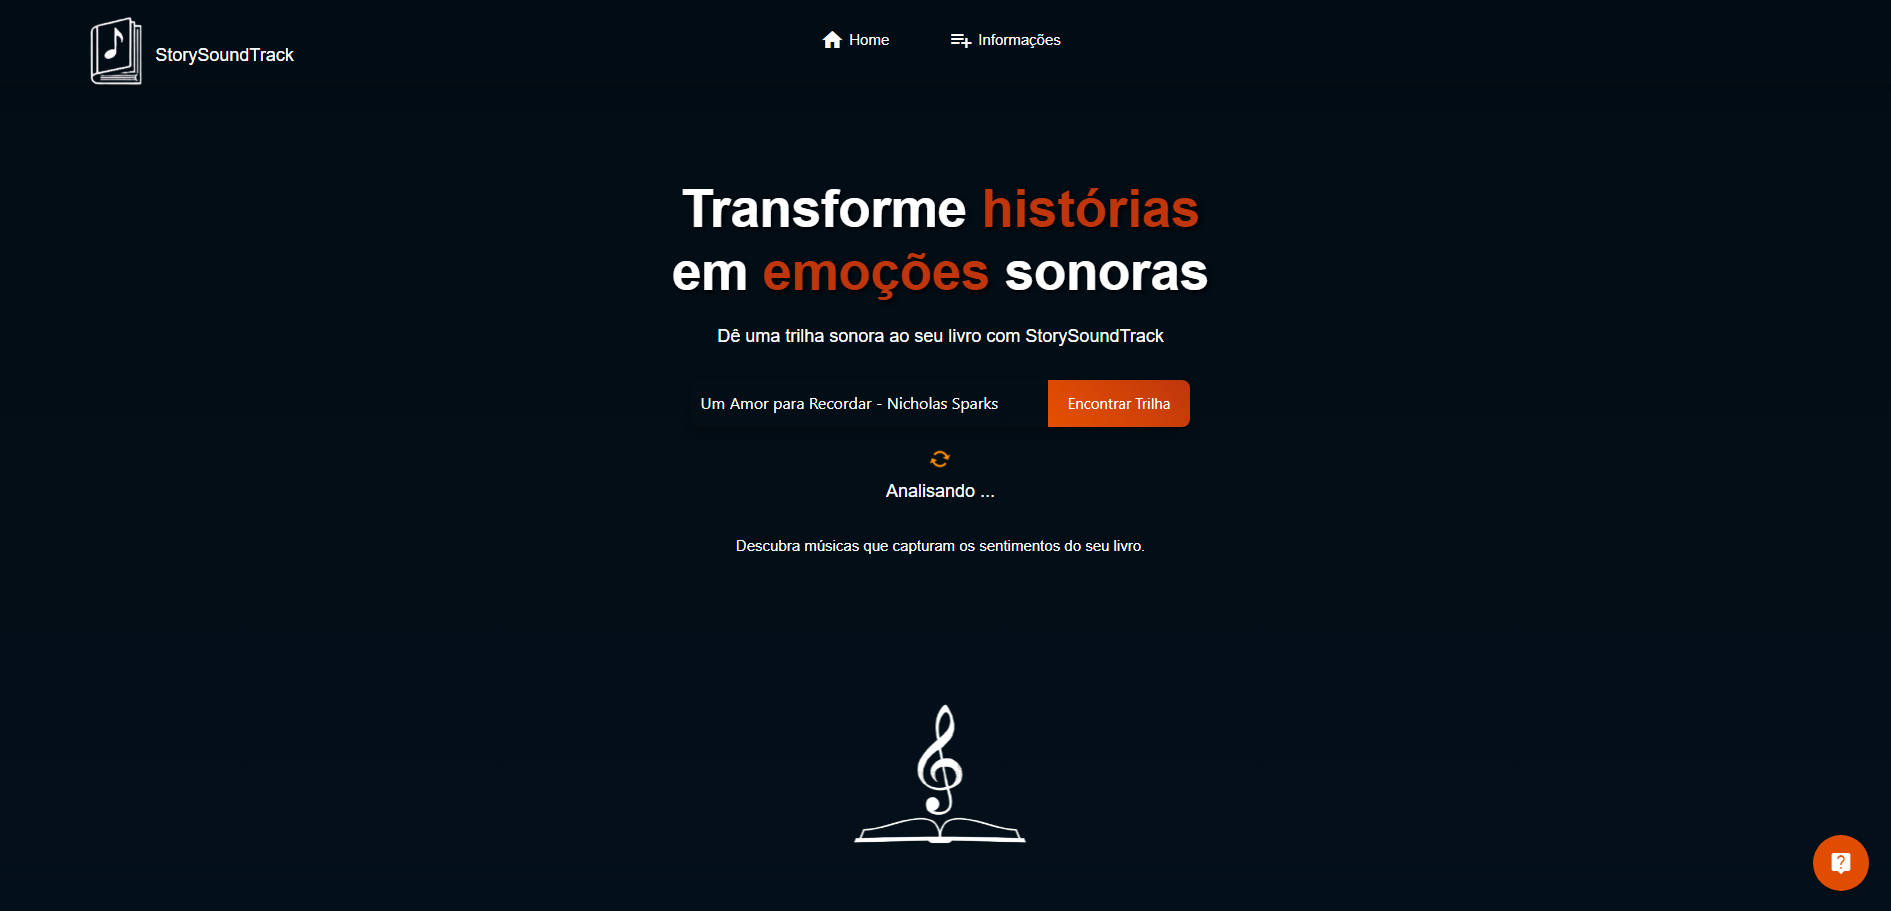 StorySoundTrack
Home
Informações
Transforme histórias
em emoções sonoras
Dê uma trilha sonora ao seu livro com StorySoundTrack
Um Amor para Recordar - Nicholas Sparks
Encontrar Trilha
Analisando ...
Descubra músicas que capturam os sentimentos do seu livro.
?